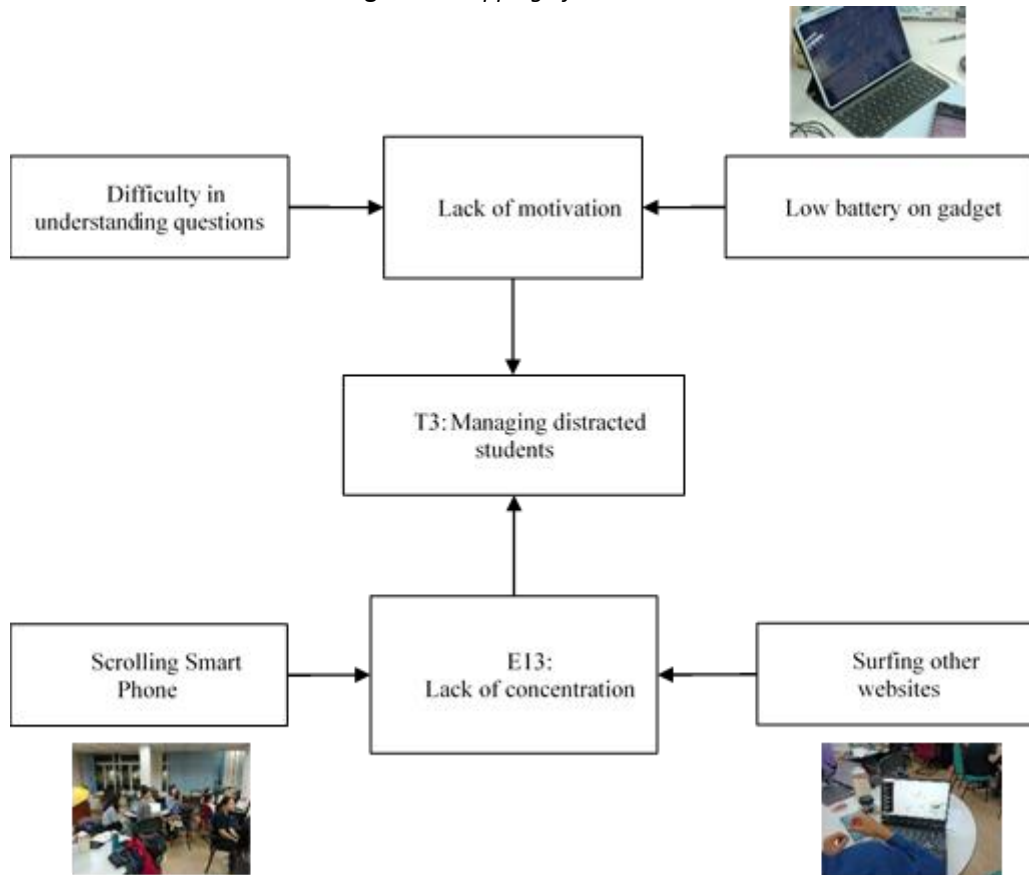 Difficulty in
understanding questions
Lack of motivation
Low battery on gadget
T3: Managing distracted
students
Scrolling Smart
Phone
E13:
Lack of concentration
Surfing other
websites